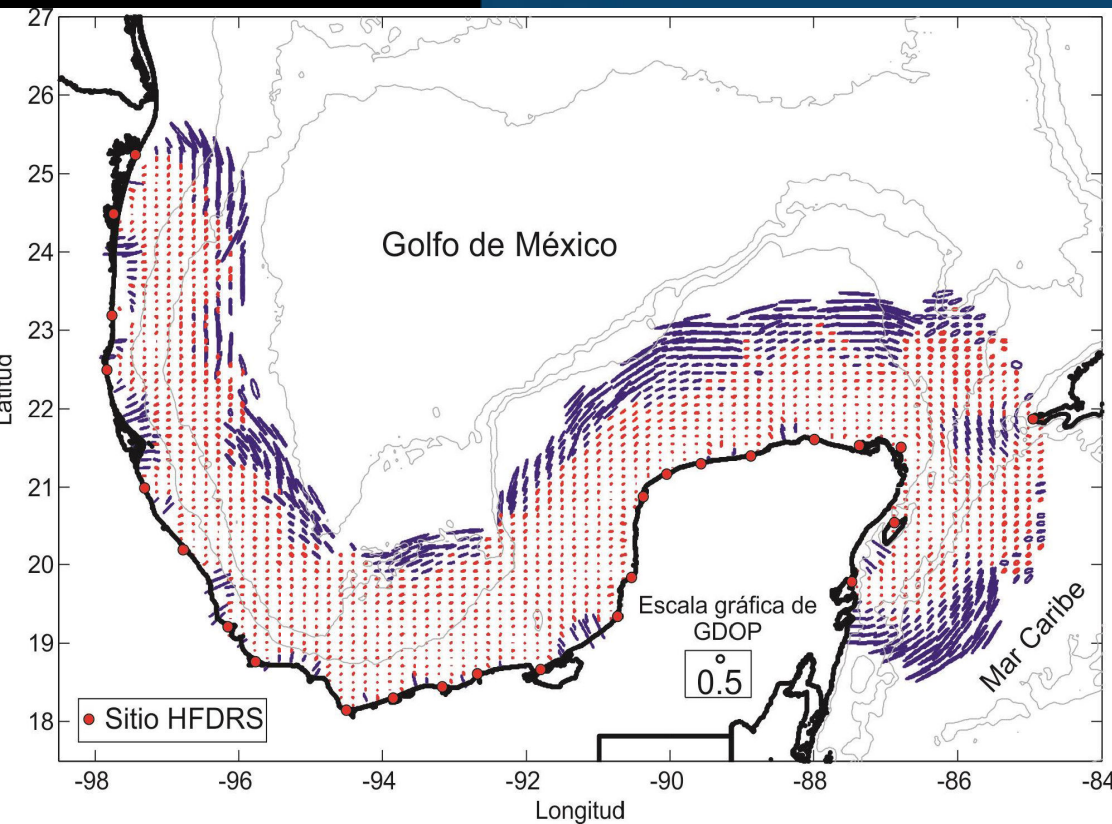 27
26
25
24
23
22
21
20
19
18
Latitud
Golfo de México
Mar Caribe
Escala gráfica de
GDOP
0.5
Sitio HFDRS
-98 -96 -94 -92 -90 -88 -86 -84
Longitud